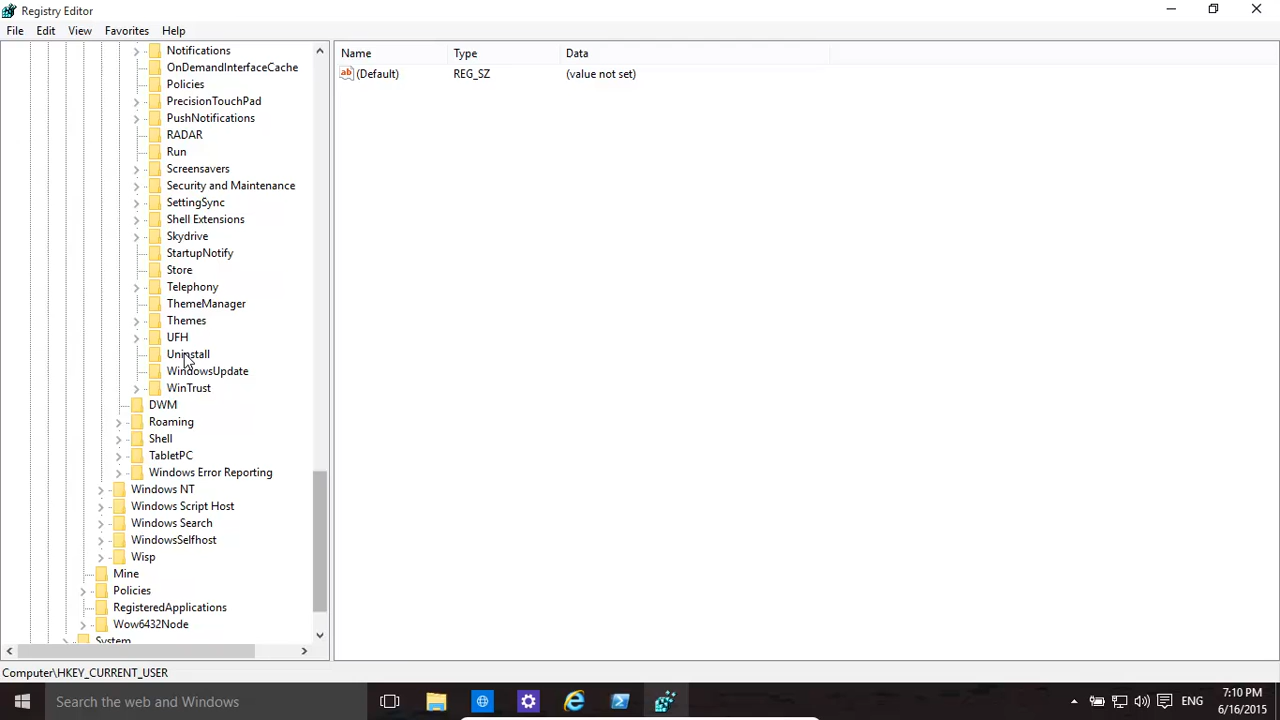 Registry Editor
File Edit View Favorites Help
Name Type Data
ab (Default) REG_SZ (value not set)
Notifications
OnDemandInterfaceCache
Policies
PrecisionTouchPad
PushNotifications
RADAR
Run
Screensavers
Security and Maintenance
SettingSync
Shell Extensions
Skydrive
StartupNotify
Store
Telephony
ThemeManager
Themes
UFH
Uninstall
WindowsUpdate
WinTrust
DWM
Roaming
Shell
TabletPC
Windows Error Reporting
Windows NT
Windows Script Host
Windows Search
WindowsSelfhost
Wisp
Mine
Policies
RegisteredApplications
Wow6432Node
System
Computer\HKEY_CURRENT_USER
Search the web and Windows
ENG
7:10 PM
6/16/2015